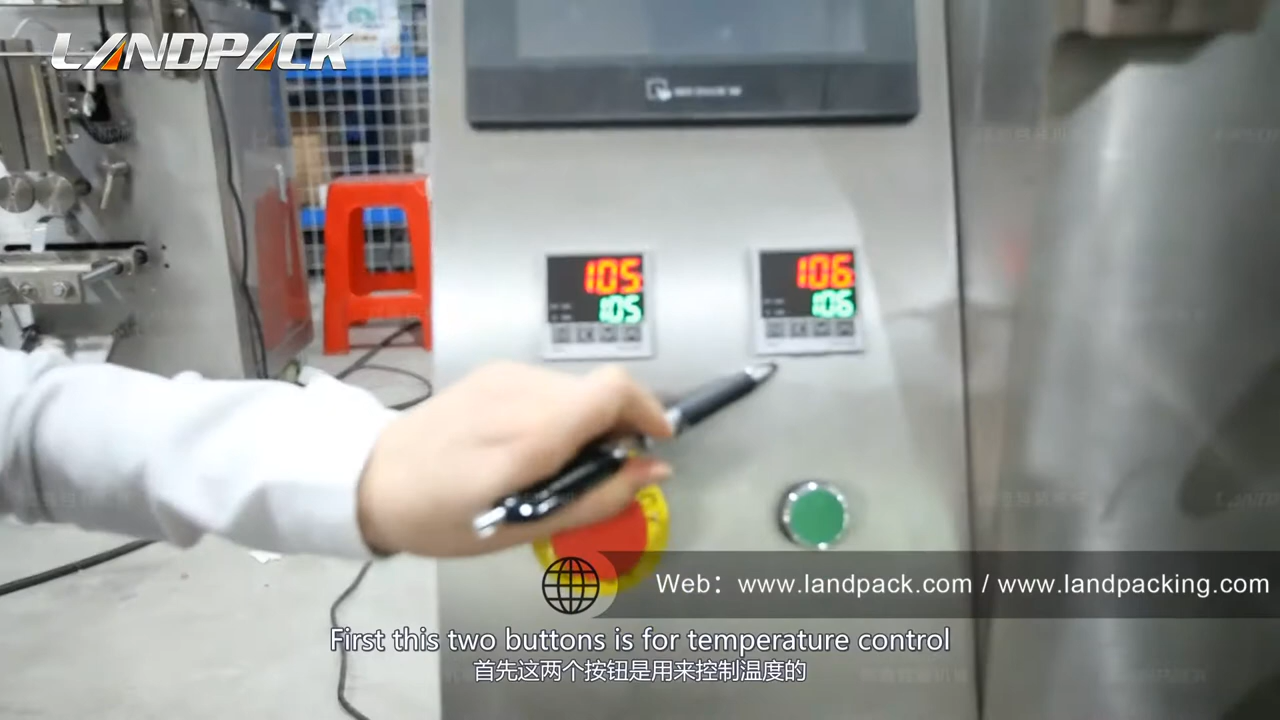 LANDPACK
105
105
106
106
Web：www.landpack.com / www.landpacking.com
First this two buttons is for temperature control
首先这两个按钮是用来控制温度的